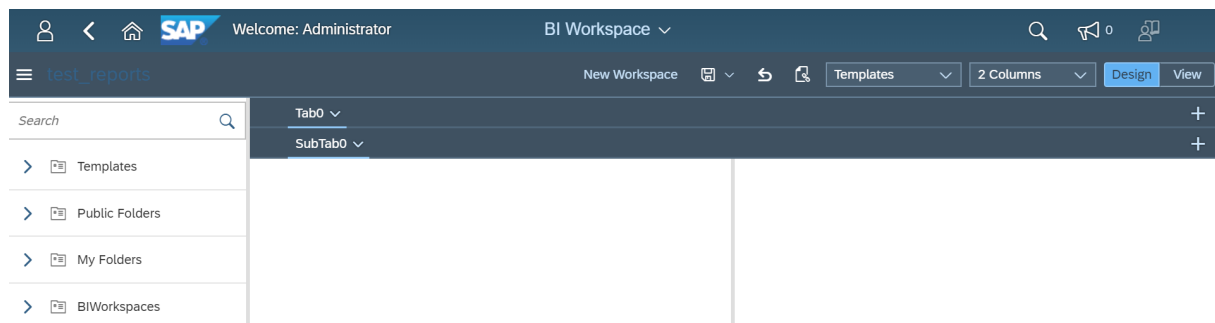 SAP Welcome: Administrator BI Workspace 0
test_reports New Workspace Templates 2 Columns Design View
Search
Tab0
SubTab0
Templates
Public Folders
My Folders
BIWorkspaces